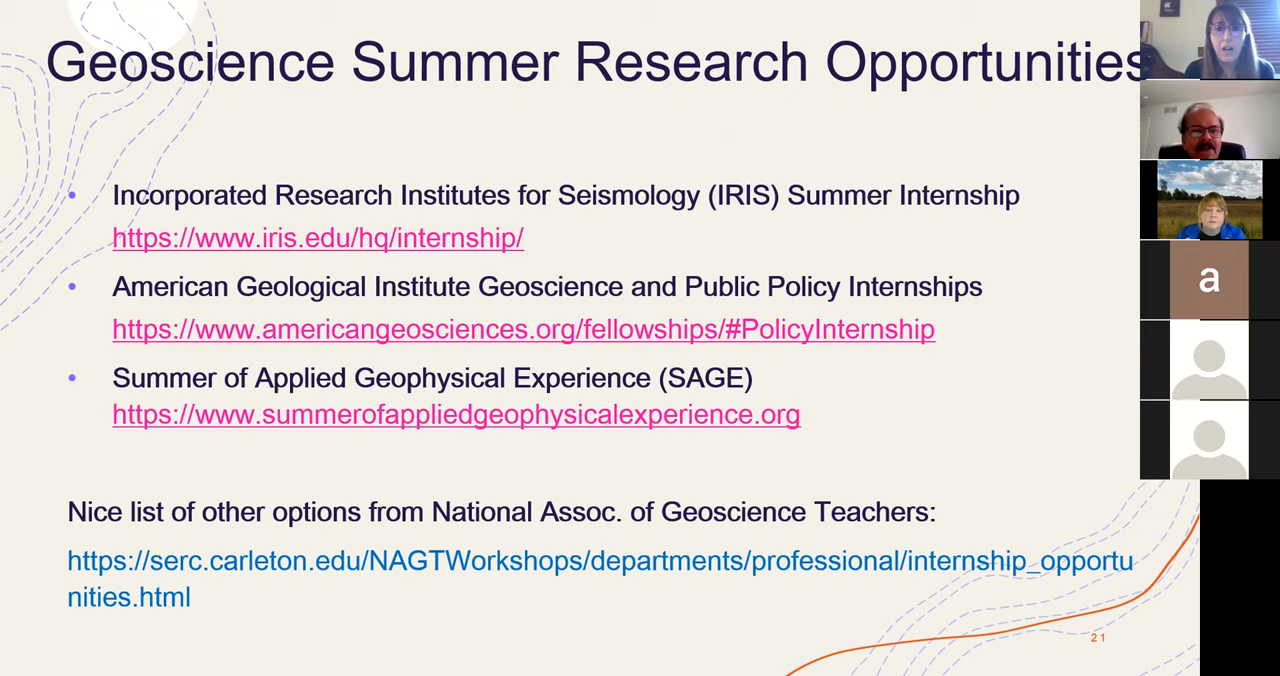 Geoscience Summer Research Opportunities
• Incorporated Research Institutes for Seismology (IRIS) Summer Internship
https://www.iris.edu/hq/internship/
• American Geological Institute Geoscience and Public Policy Internships
https://www.americangeosciences.org/fellowships/#PolicyInternship
• Summer of Applied Geophysical Experience (SAGE)
https://www.summerofappliedgeophysicalexperience.org
Nice list of other options from National Assoc. of Geoscience Teachers:
https://serc.carleton.edu/NAGTWorkshops/departments/professional/internship_opportu
nities.html
21
a